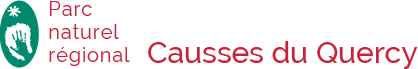 Parc
naturel
régional
Causses du Quercy